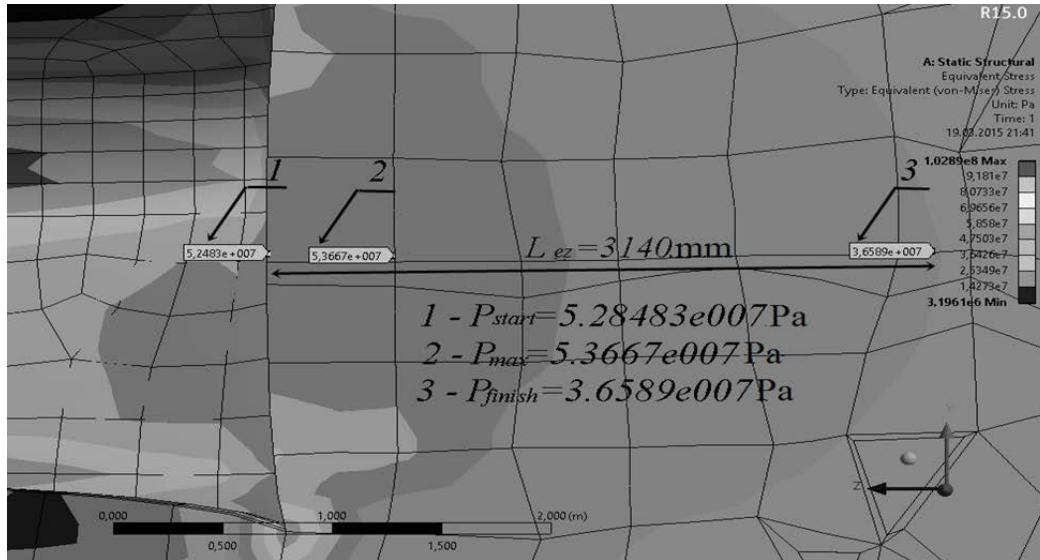 R15.0
A: Static Structural
Equivalent Stress
Type: Equivalent (von-Mises) Stress
Unit: Pa
Time: 1
19.03.2015 21:41
1,0289e8 Max
9,181e7
8,0733e7
6,9656e7
5,858e7
4,7503e7
3,6426e7
2,5349e7
1,4273e7
3,1961e6 Min
1
2
3
5,2483e+007
5,3667e+007
3,6589e+007
L ez=3140mm
1 - Pstart=5.28483e007Pa
2 - Pmax=5.3667e007Pa
3 - Pfinish=3.6589e007Pa
Z
0,000
1,000
2,000 (m)
0,500
1,500